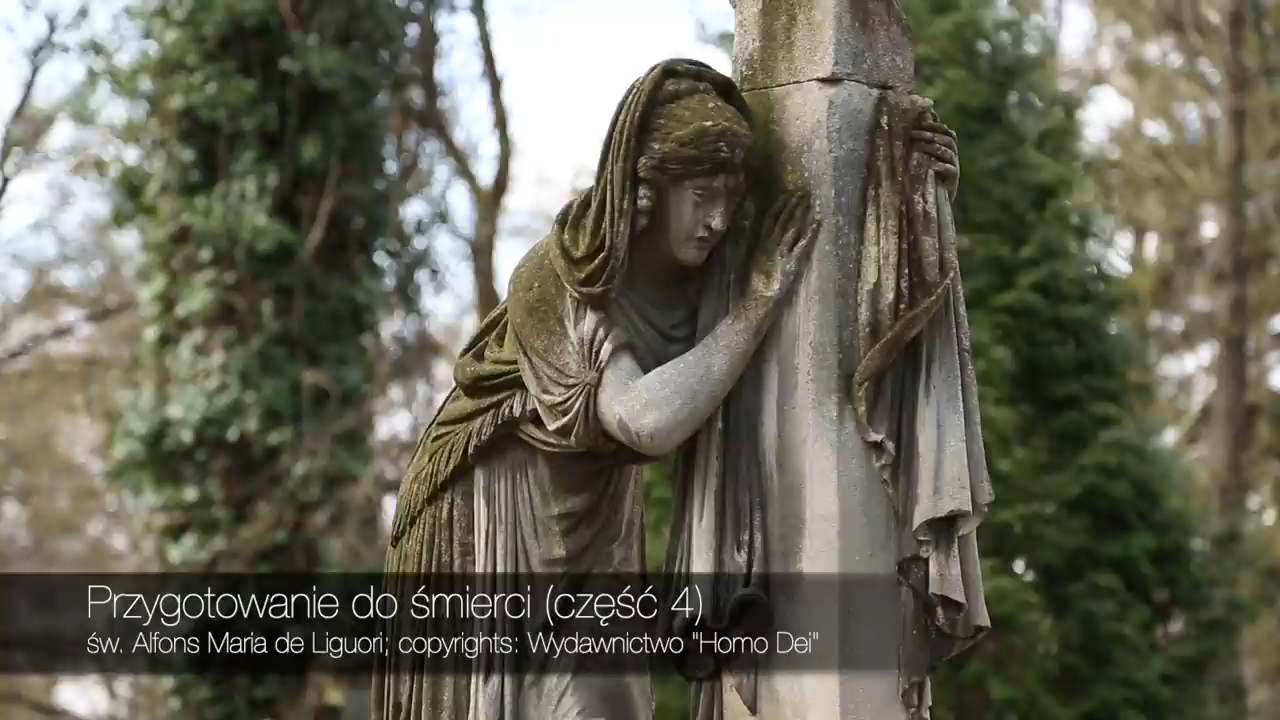 Przygotowanie do śmierci (część 4)
św. Alfons Maria de Liguori; copyrights: Wydawnictwo "Homo Dei"